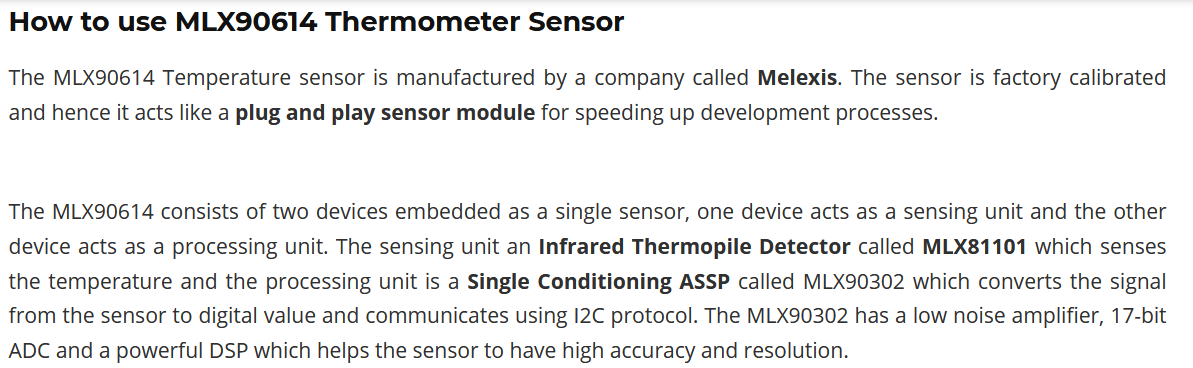 How to use MLX90614 Thermometer Sensor
The MLX90614 Temperature sensor is manufactured by a company called Melexis. The sensor is factory calibrated
and hence it acts like a plug and play sensor module for speeding up development processes.
The MLX90614 consists of two devices embedded as a single sensor, one device acts as a sensing unit and the other
device acts as a processing unit. The sensing unit an Infrared Thermopile Detector called MLX81101 which senses
the temperature and the processing unit is a Single Conditioning ASSP called MLX90302 which converts the signal
from the sensor to digital value and communicates using I2C protocol. The MLX90302 has a low noise amplifier, 17-bit
ADC and a powerful DSP which helps the sensor to have high accuracy and resolution.